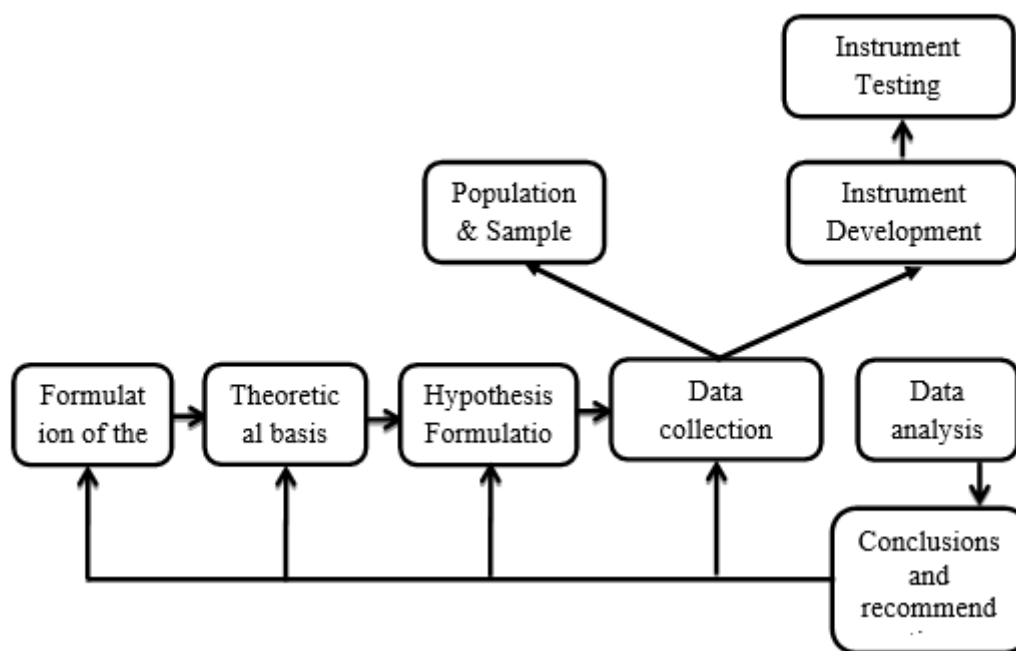 Instrument
Testing
Population
& Sample
Instrument
Development
Formulat
ion of the
Theoretic
al basis
Hypothesis
Formulatio
Data
collection
Data
analysis
Conclusions
and
recommend